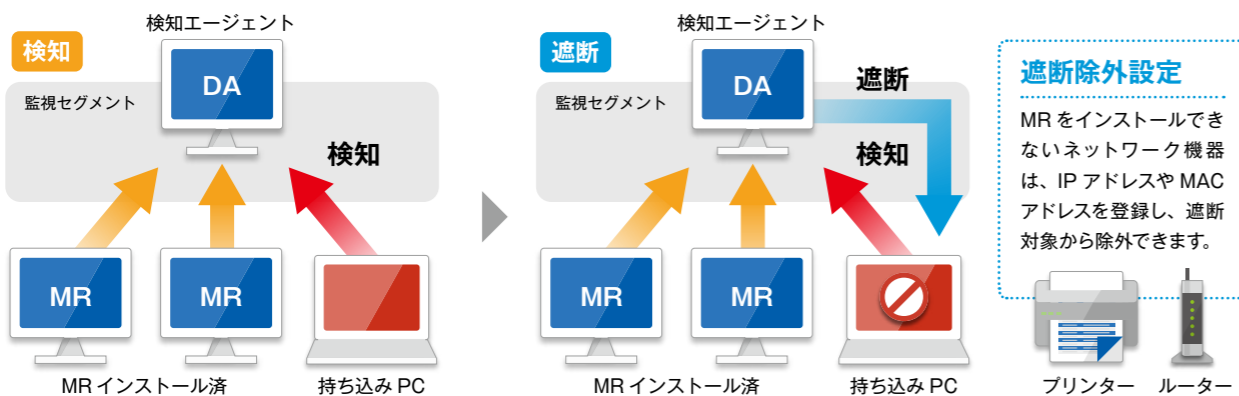 検知
検知エージェント
DA
監視セグメント
検知
MR
MR
MR インストール済
持ち込み PC
遮断
検知エージェント
DA
監視セグメント
遮断
検知
MR
MR
MR インストール済
持ち込み PC
遮断除外設定
MR をインストールでき
ないネットワーク機器
は、IP アドレスや MAC
アドレスを登録し、遮断
対象から除外できます。
プリンター
ルーター